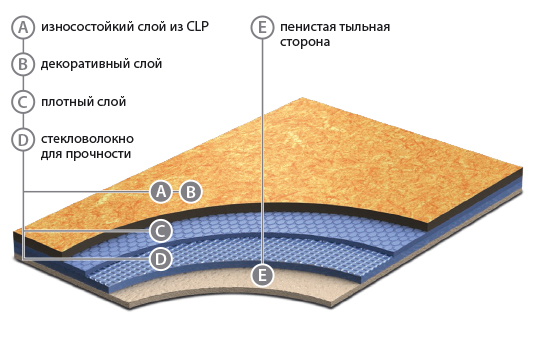 A износостойкий слой из CLP
B декоративный слой
C плотный слой
D стекловолокно
для прочности
E пенистая тыльная
сторона
A B
C
D
E